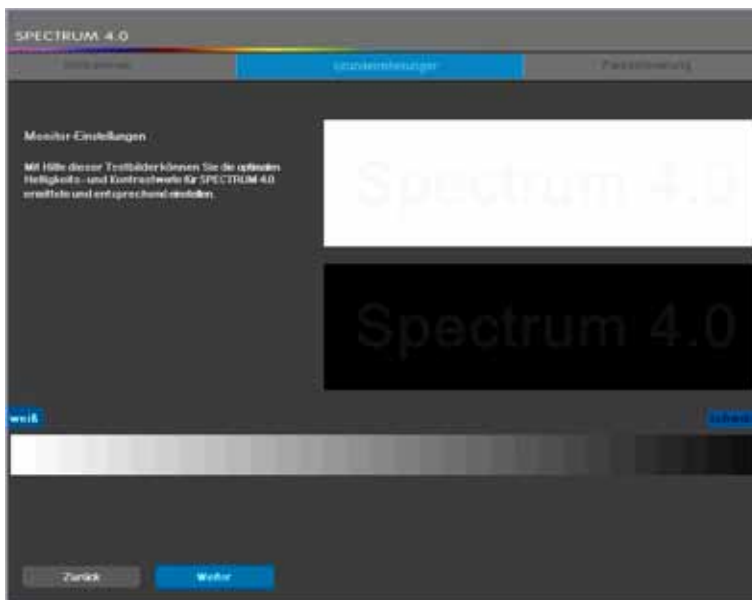 SPECTRUM 4.0
Grundeinstellungen
Monitor-Einstellungen
Mit Hilfe dieser Testbilder können Sie die optimalen
Helligkeits- und Kontrastwerte für SPECTRUM 4.0
ermitteln und entsprechend einstellen.
Spectrum 4.0
Spectrum 4.0
weiß
schwarz
Zurück
Weiter